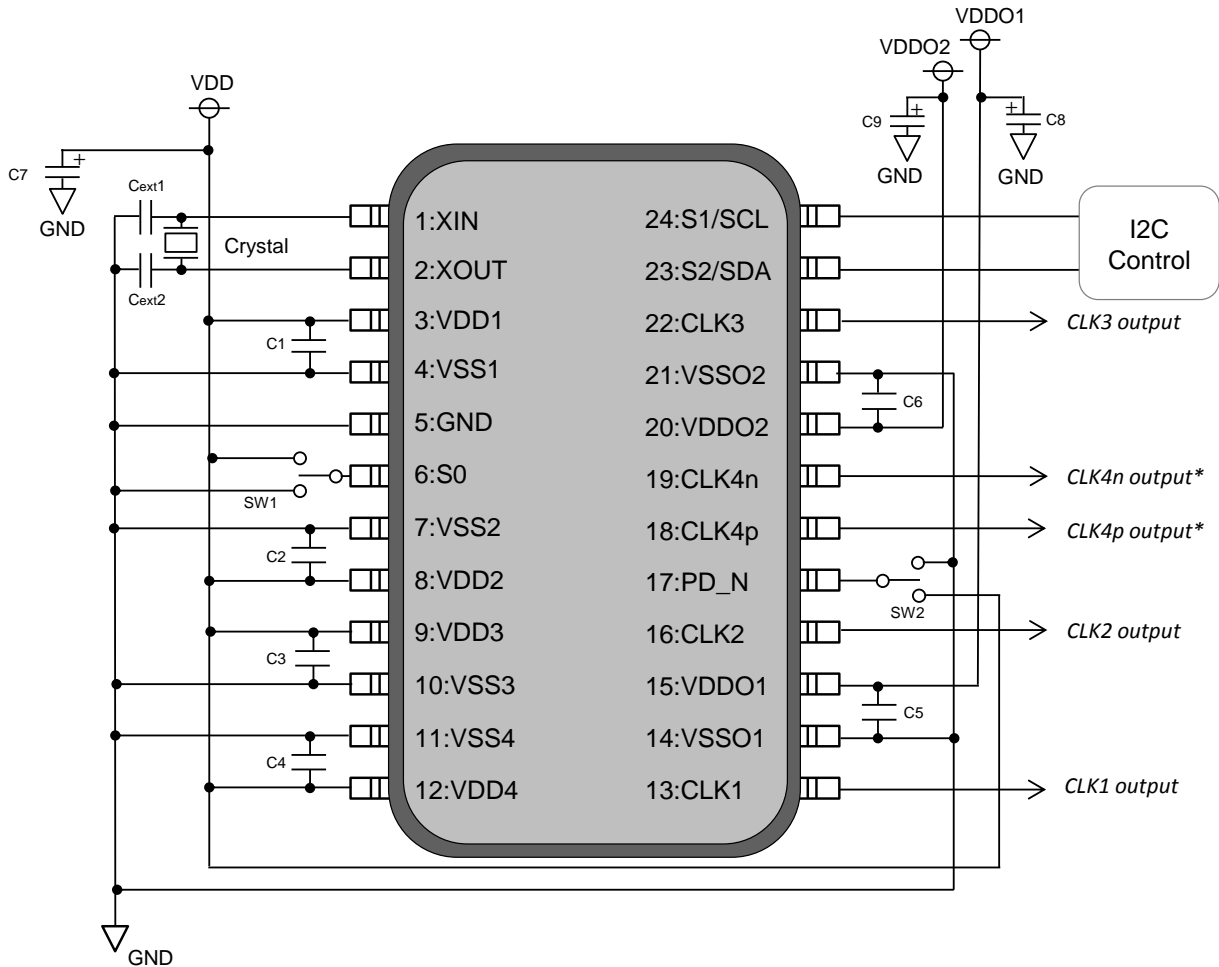 VDDO1
VDDO2
VDD
C7
+
GND
C9
+
GND
+
C8
GND
Cext1
Crystal
Cext2
1:XIN
2:XOUT
3:VDD1
4:VSS1
5:GND
6:S0
7:VSS2
8:VDD2
9:VDD3
10:VSS3
11:VSS4
12:VDD4
24:S1/SCL
23:S2/SDA
22:CLK3
21:VSSO2
20:VDDO2
19:CLK4n
18:CLK4p
17:PD_N
16:CLK2
15:VDDO1
14:VSSO1
13:CLK1
C1
SW1
C2
C3
C4
I2C
Control
CLK3 output
C6
CLK4n output*
CLK4p output*
SW2
CLK2 output
C5
CLK1 output
GND